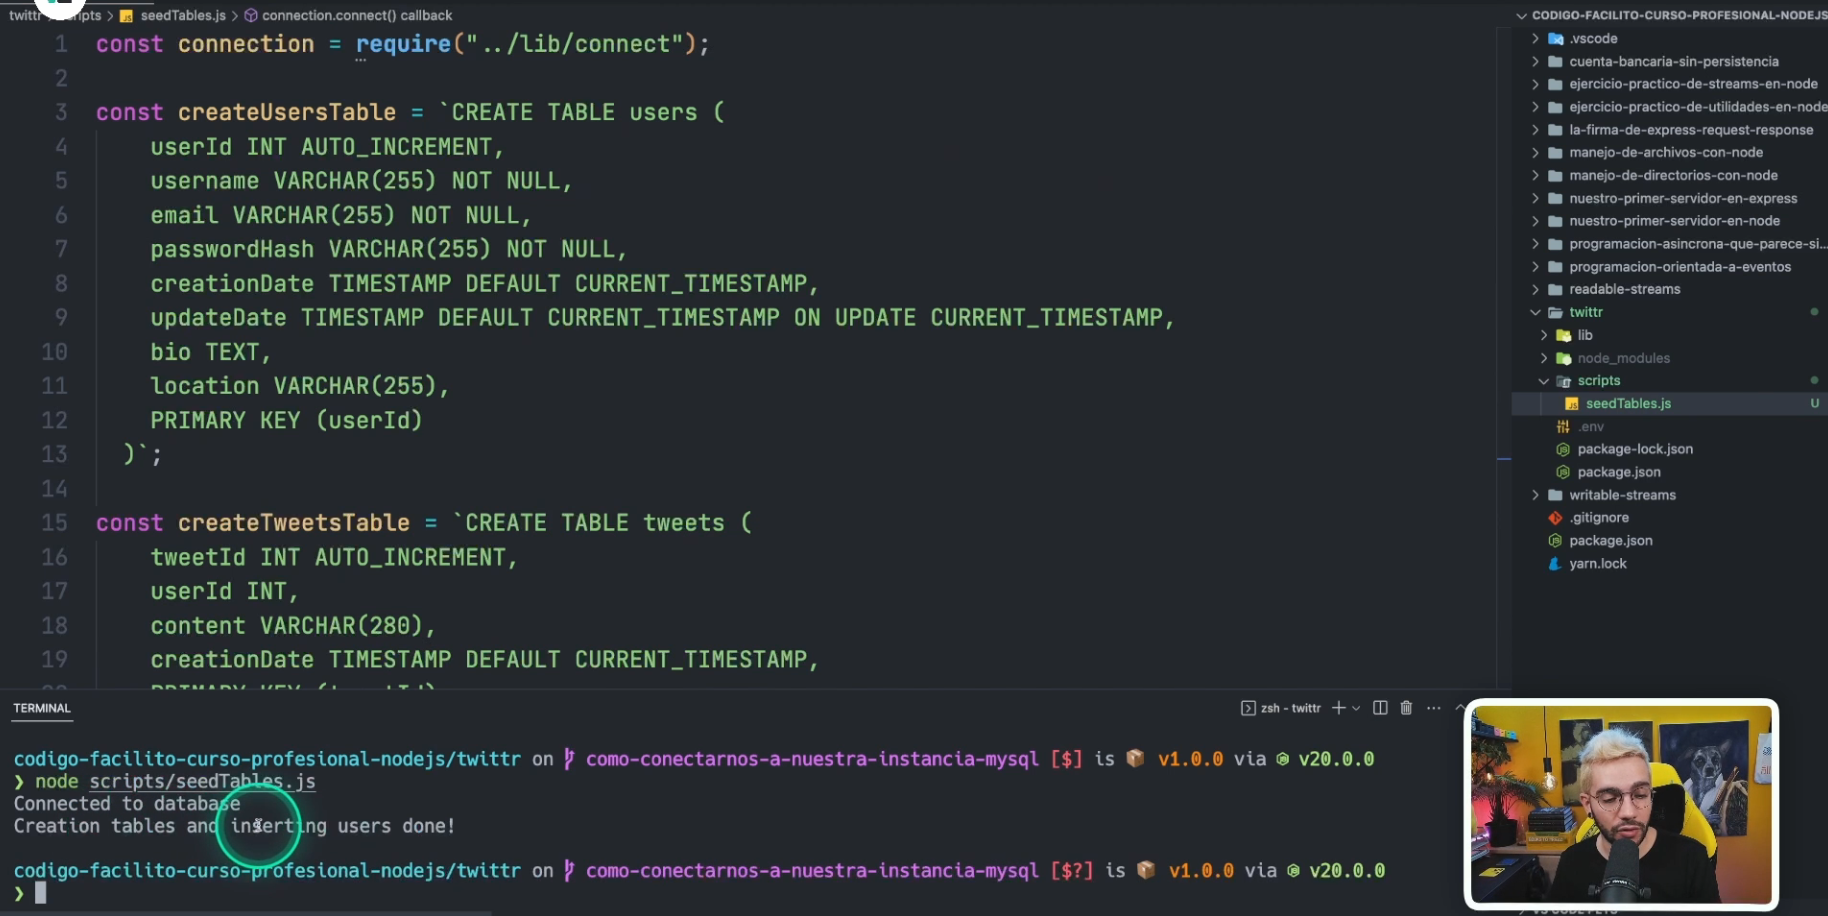 twittr > scripts > JS seedTables.js > connection.connect() callback
1 const connection = require("../lib/connect");
2
3 const createUsersTable = `CREATE TABLE users (
4 userId INT AUTO_INCREMENT,
5 username VARCHAR(255) NOT NULL,
6 email VARCHAR(255) NOT NULL,
7 passwordHash VARCHAR(255) NOT NULL,
8 creationDate TIMESTAMP DEFAULT CURRENT_TIMESTAMP,
9 updateDate TIMESTAMP DEFAULT CURRENT_TIMESTAMP ON UPDATE CURRENT_TIMESTAMP,
10 bio TEXT,
11 location VARCHAR(255),
12 PRIMARY KEY (userId)
13 )`;
14
15 const createTweetsTable = `CREATE TABLE tweets (
16 tweetId INT AUTO_INCREMENT,
17 userId INT,
18 content VARCHAR(280),
19 creationDate TIMESTAMP DEFAULT CURRENT_TIMESTAMP,
20 PRIMARY KEY (tweetId)
CODIGO-FACILITO-CURSO-PROFESIONAL-NODEJS
.vscode
cuenta-bancaria-sin-persistencia
ejercicio-practico-de-streams-en-node
ejercicio-practico-de-utilidades-en-node
la-firma-de-express-request-response
manejo-de-archivos-con-node
manejo-de-directorios-con-node
nuestro-primer-servidor-en-express
nuestro-primer-servidor-en-node
programacion-asincrona-que-parece-si...
programacion-orientada-a-eventos
readable-streams
twittr
lib
node_modules
scripts
JS seedTables.js U
.env
package-lock.json
package.json
writable-streams
.gitignore
package.json
yarn.lock
TERMINAL
zsh - twittr
codigo-facilito-curso-profesional-nodejs/twittr on como-conectarnos-a-nuestra-instancia-mysql [$] is 📦 v1.0.0 via v20.0.0
❯ node scripts/seedTables.js
Connected to database
Creation tables and inserting users done!
codigo-facilito-curso-profesional-nodejs/twittr on como-conectarnos-a-nuestra-instancia-mysql [$?] is 📦 v1.0.0 via v20.0.0
❯